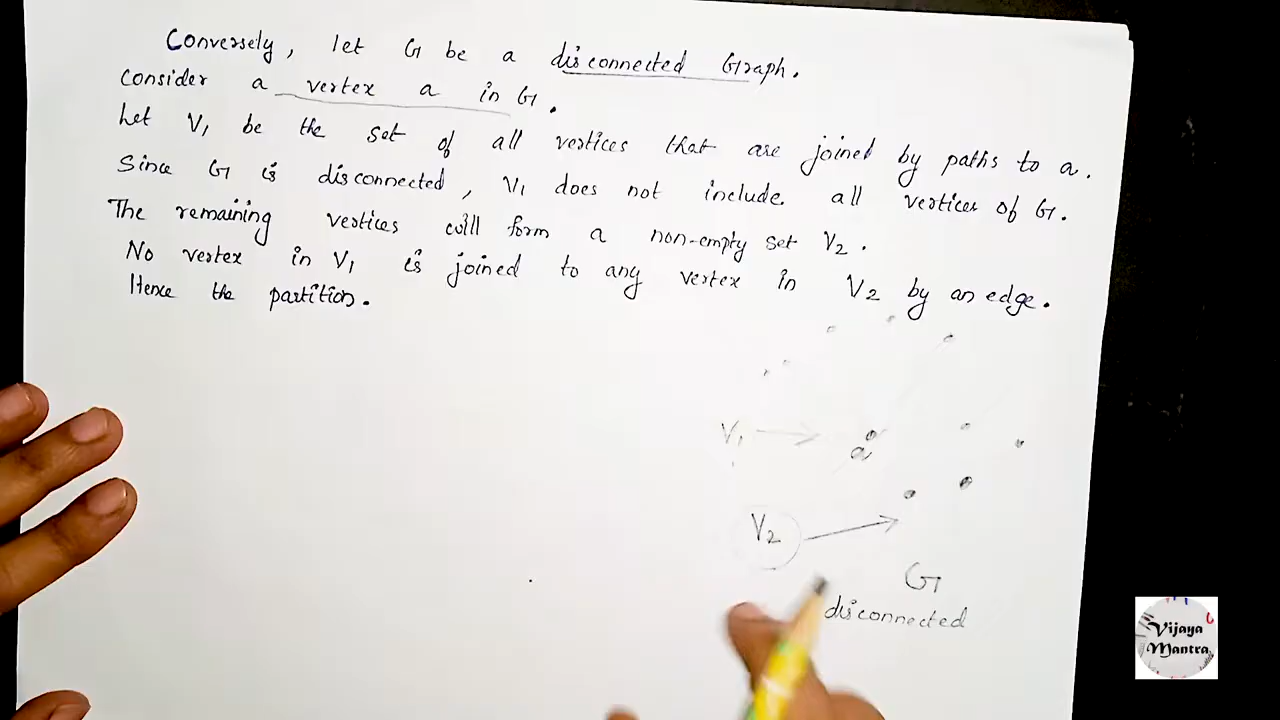 Conversely, let G be a disconnected Graph.
Consider a vertex a in G.
Let V1 be the set of all vertices that are joined by paths to a.
Since G is disconnected, V1 does not include all vertices of G.
The remaining vertices will form a non-empty set V2.
No vertex in V1 is joined to any vertex in V2 by an edge.
Hence the partition.
V1
a
V2
G
disconnected
Vijaya
Mantra